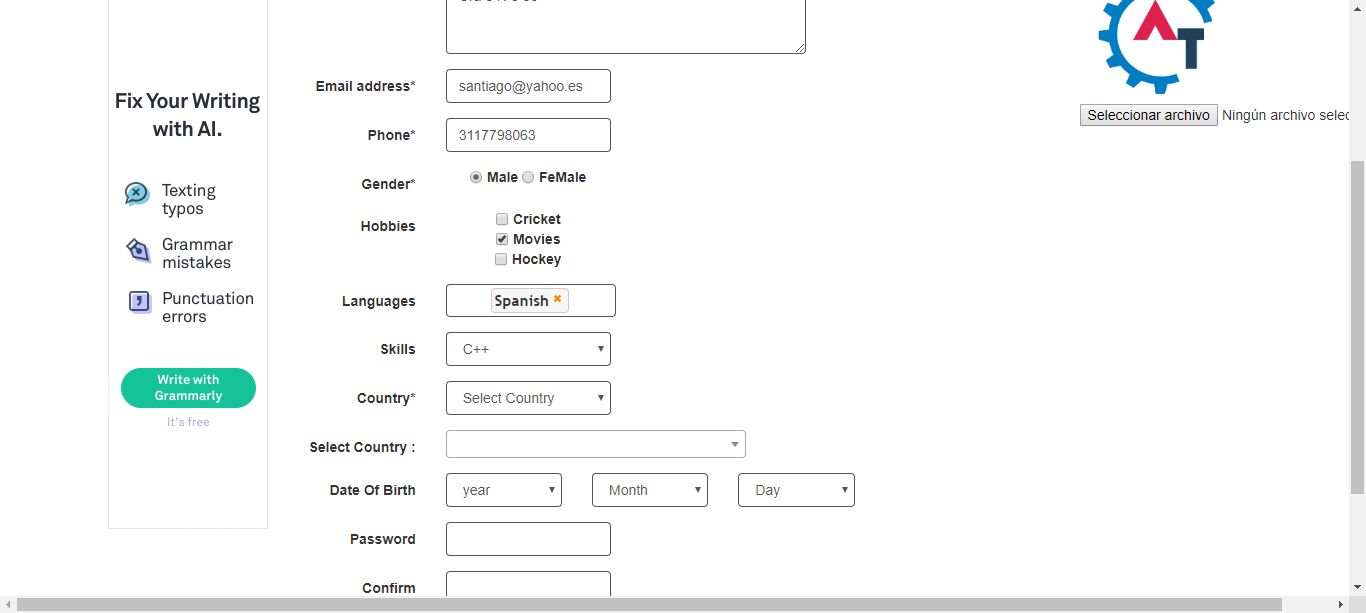 Email address*
santiago@yahoo.es
Phone*
3117798063
Gender*
Male
FeMale
Hobbies
Cricket
Movies
Hockey
Languages
Spanish
Skills
C++
Country*
Select Country
Select Country :
Date Of Birth
year
Month
Day
Password
Confirm
Fix Your Writing
with AI.
Texting
typos
Grammar
mistakes
Punctuation
errors
Write with
Grammarly
It's free
AT
Seleccionar archivo
Ningún archivo selec